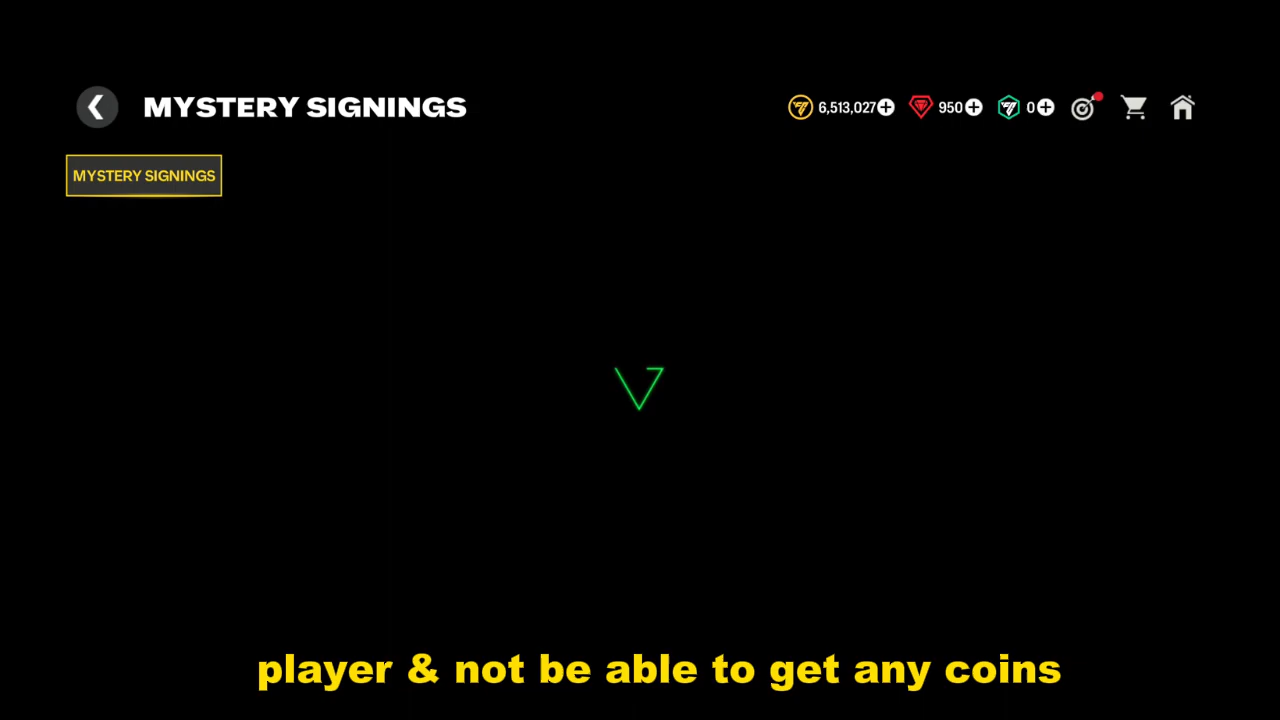 MYSTERY SIGNINGS
6,513,027
950
0
MYSTERY SIGNINGS
player & not be able to get any coins